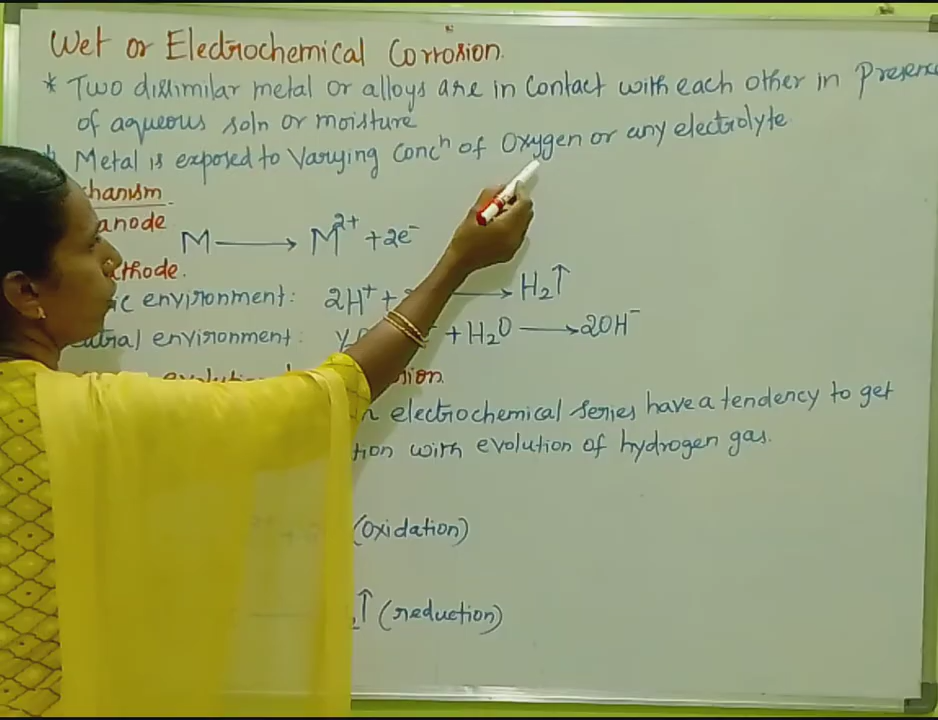 Wet or Electrochemical Corrosion.
* Two dissimilar metal or alloys are in contact with each other in Presenc
of aqueous soln or moisture
Metal is exposed to Varying Concn of Oxygen or any electrolyte
hanism
anode
M → M2+ + 2e-
thode.
ic environment: 2H+ + → H2↑
tral environment: + H2O → 2OH-
ion.
electrochemical series have a tendency to get
tion with evolution of hydrogen gas.
(Oxidation)
↑ (reduction)